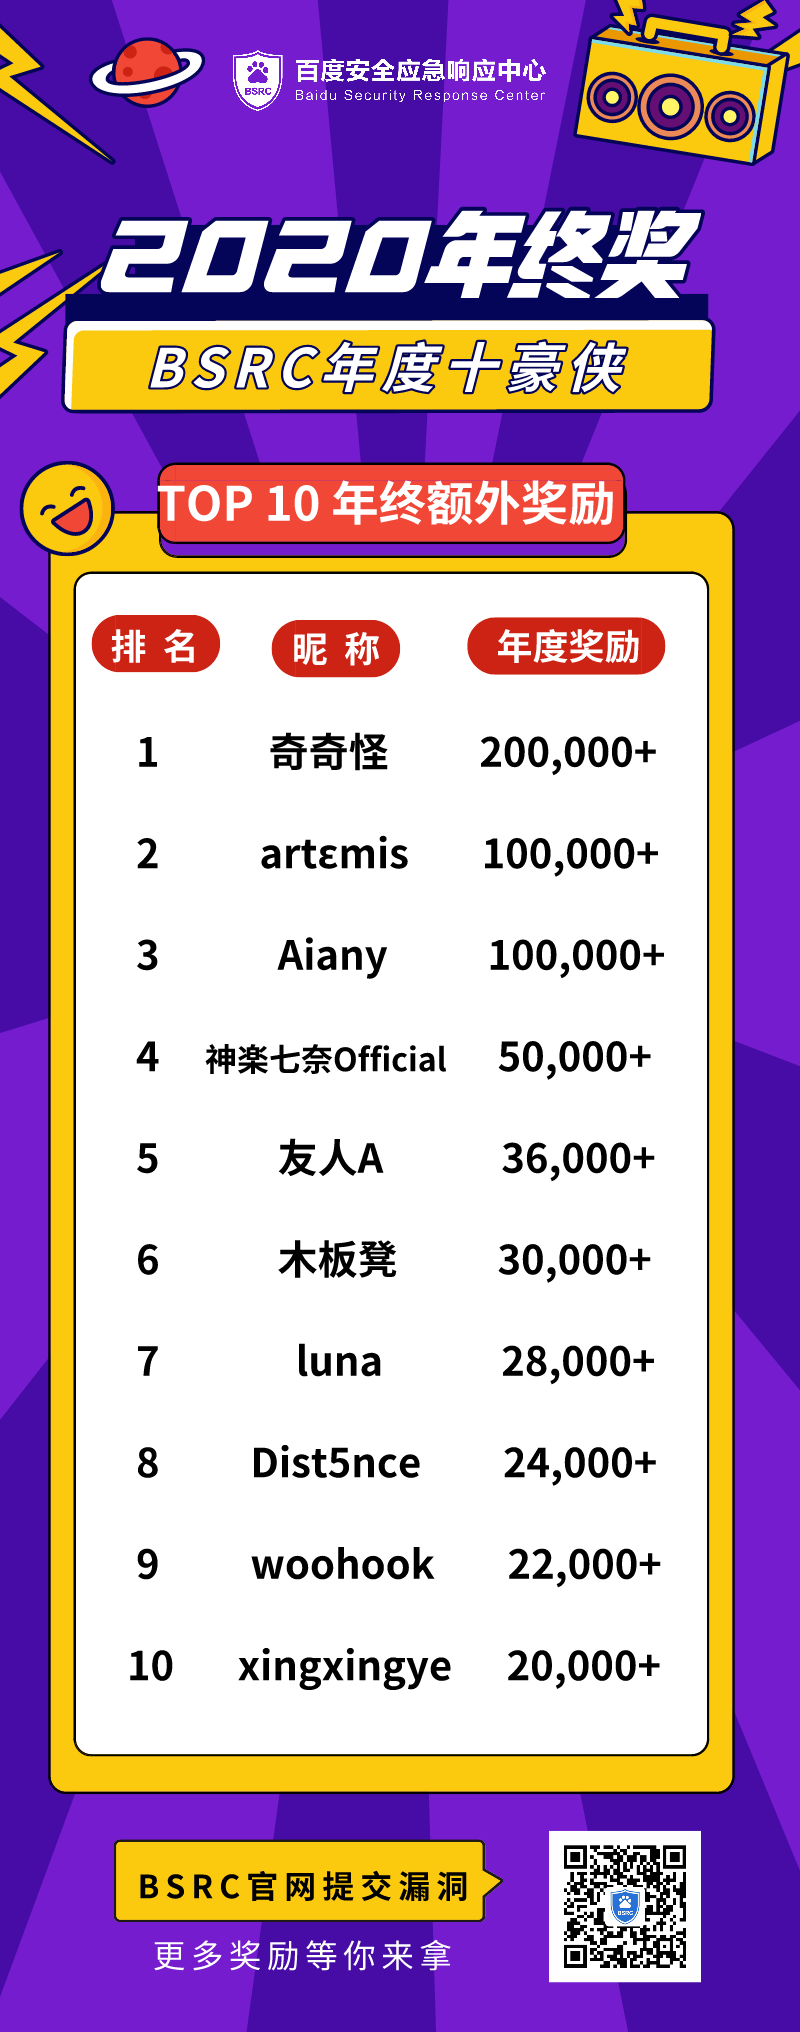 百度安全应急响应中心
BSRC
Baidu Security Response Center
2020年终奖
BSRC年度十豪侠
TOP 10 年终额外奖励
排 名 昵 称 年度奖励
1 奇奇怪 200,000+
2 artεmis 100,000+
3 Aiany 100,000+
4 神楽七奈Official 50,000+
5 友人A 36,000+
6 木板凳 30,000+
7 luna 28,000+
8 Dist5nce 24,000+
9 woohook 22,000+
10 xingxingye 20,000+
BSRC官网提交漏洞
BSRC
更多奖励等你来拿